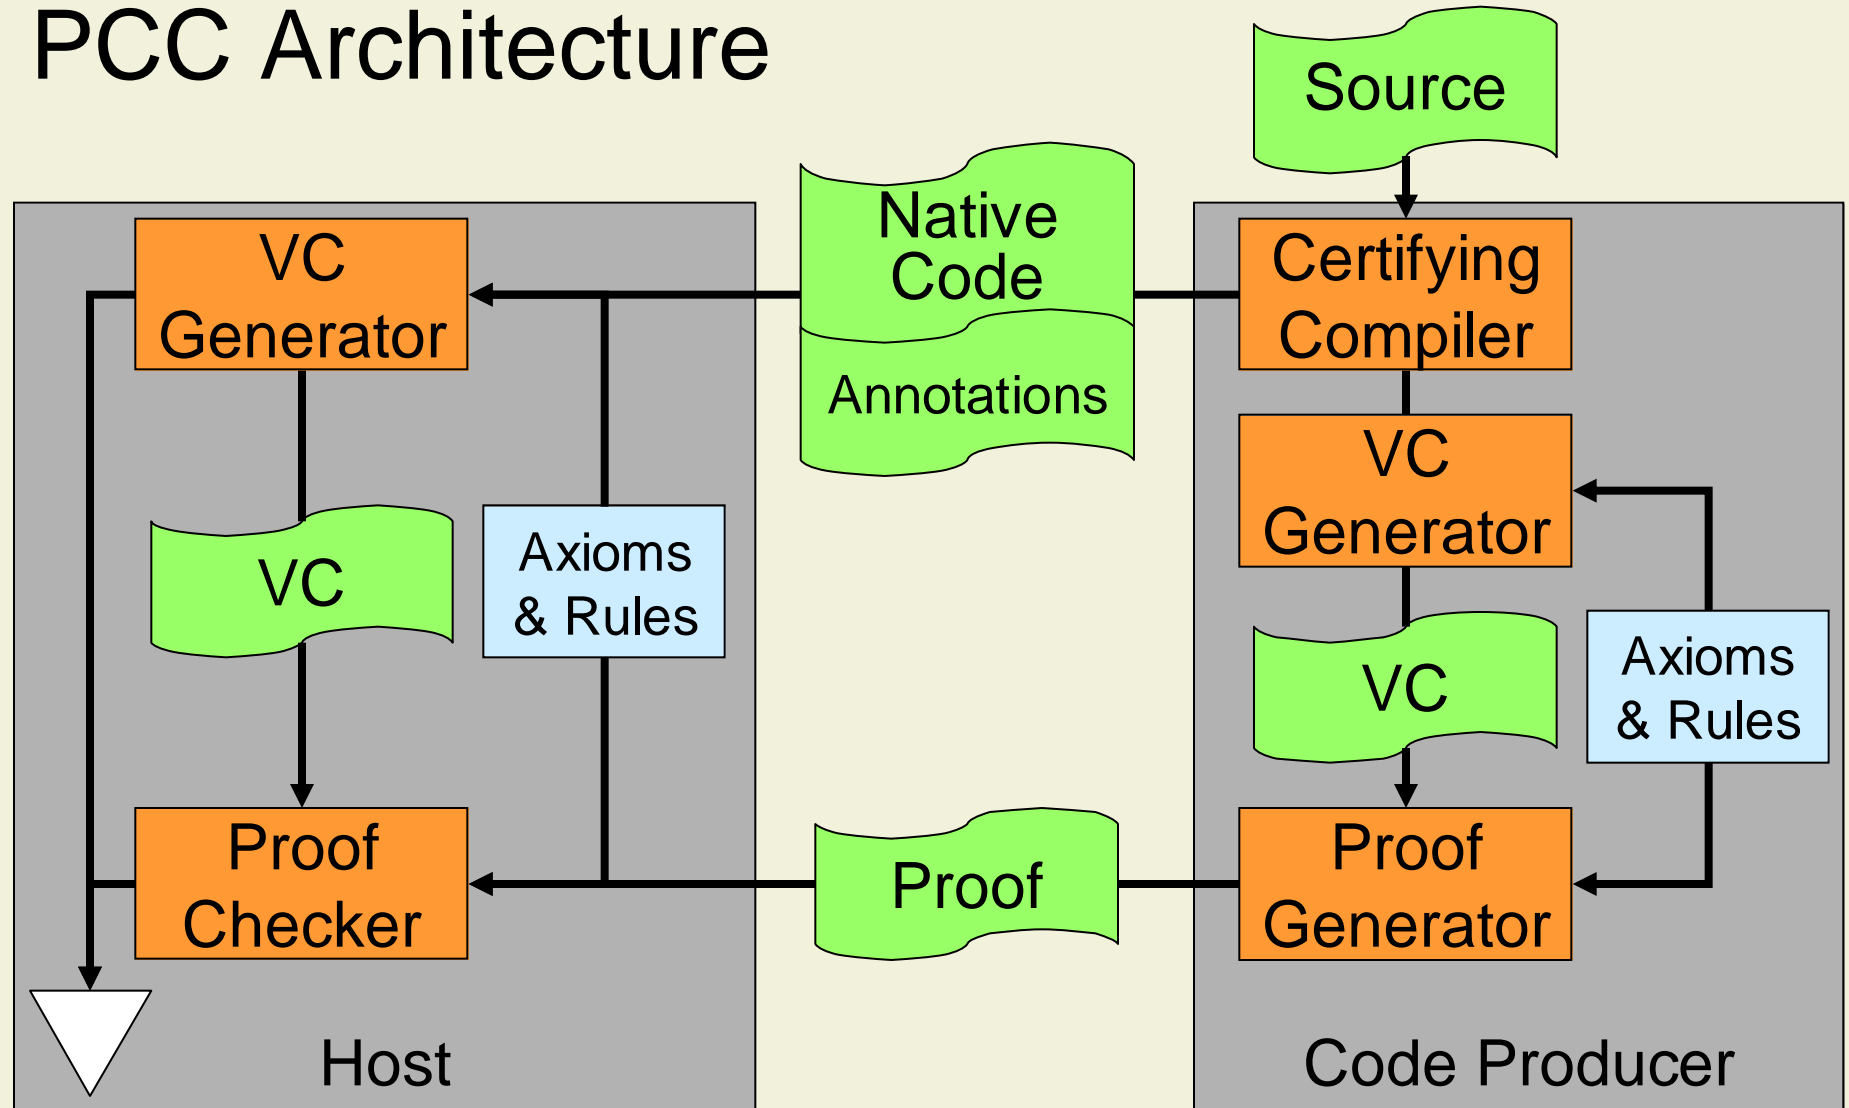 PCC Architecture
Source
Native
Code
Annotations
VC
Generator
VC
Axioms
& Rules
Proof
Checker
Host
Proof
Certifying
Compiler
VC
Generator
VC
Axioms
& Rules
Proof
Generator
Code Producer